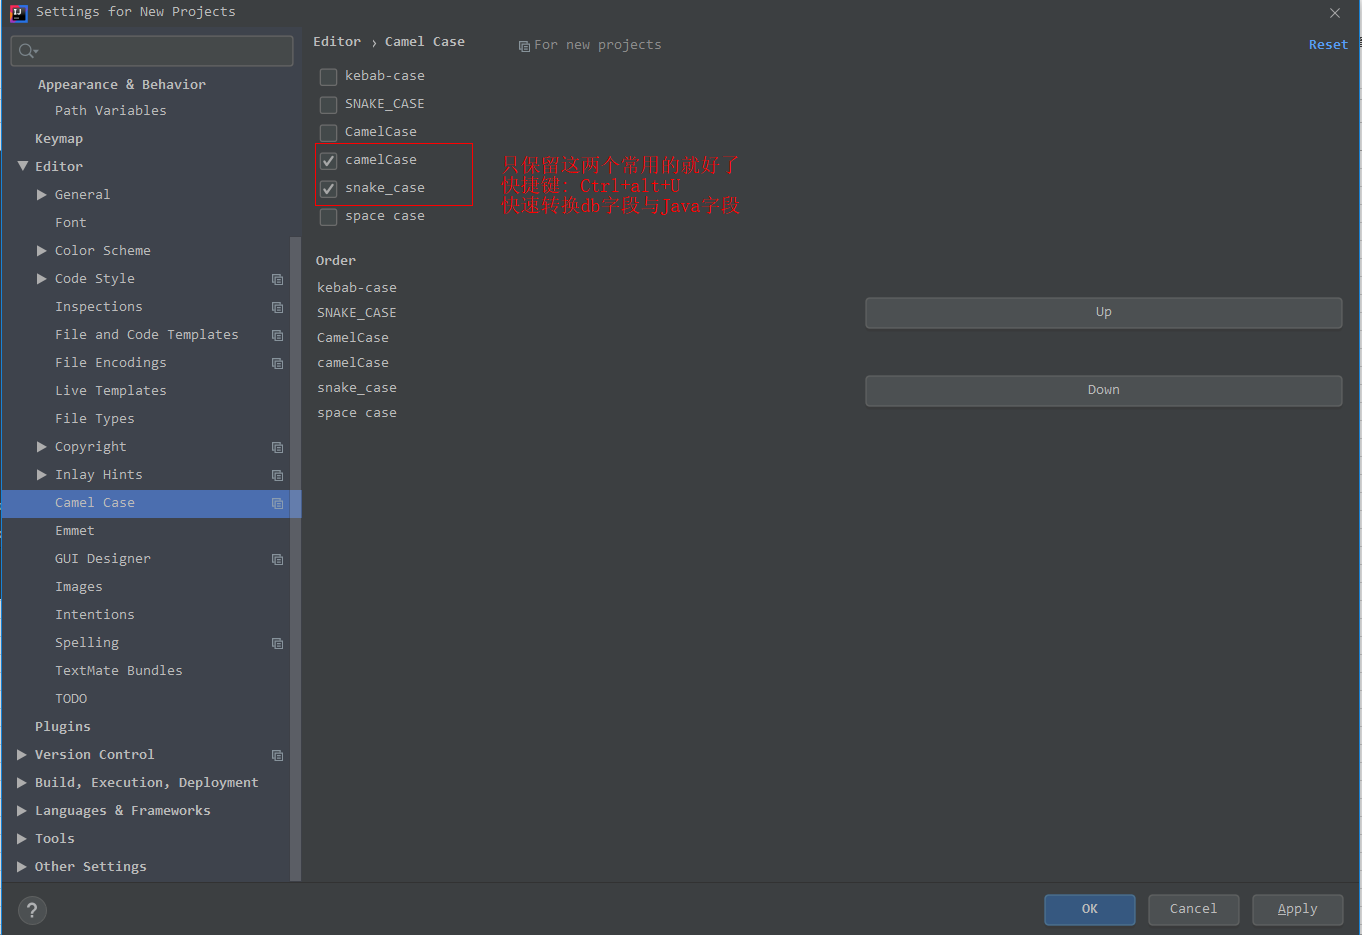 Settings for New Projects
Appearance & Behavior
Path Variables
Keymap
Editor
General
Font
Color Scheme
Code Style
Inspections
File and Code Templates
File Encodings
Live Templates
File Types
Copyright
Inlay Hints
Camel Case
Emmet
GUI Designer
Images
Intentions
Spelling
TextMate Bundles
TODO
Plugins
Version Control
Build, Execution, Deployment
Languages & Frameworks
Tools
Other Settings
Editor › Camel Case
For new projects
Reset
kebab-case
SNAKE_CASE
CamelCase
camelCase
snake_case
space case
只保留这两个常用的就好了
快捷键: Ctrl+alt+U
快速转换db字段与Java字段
Order
kebab-case
SNAKE_CASE
CamelCase
camelCase
snake_case
space case
Up
Down
?
OK
Cancel
Apply